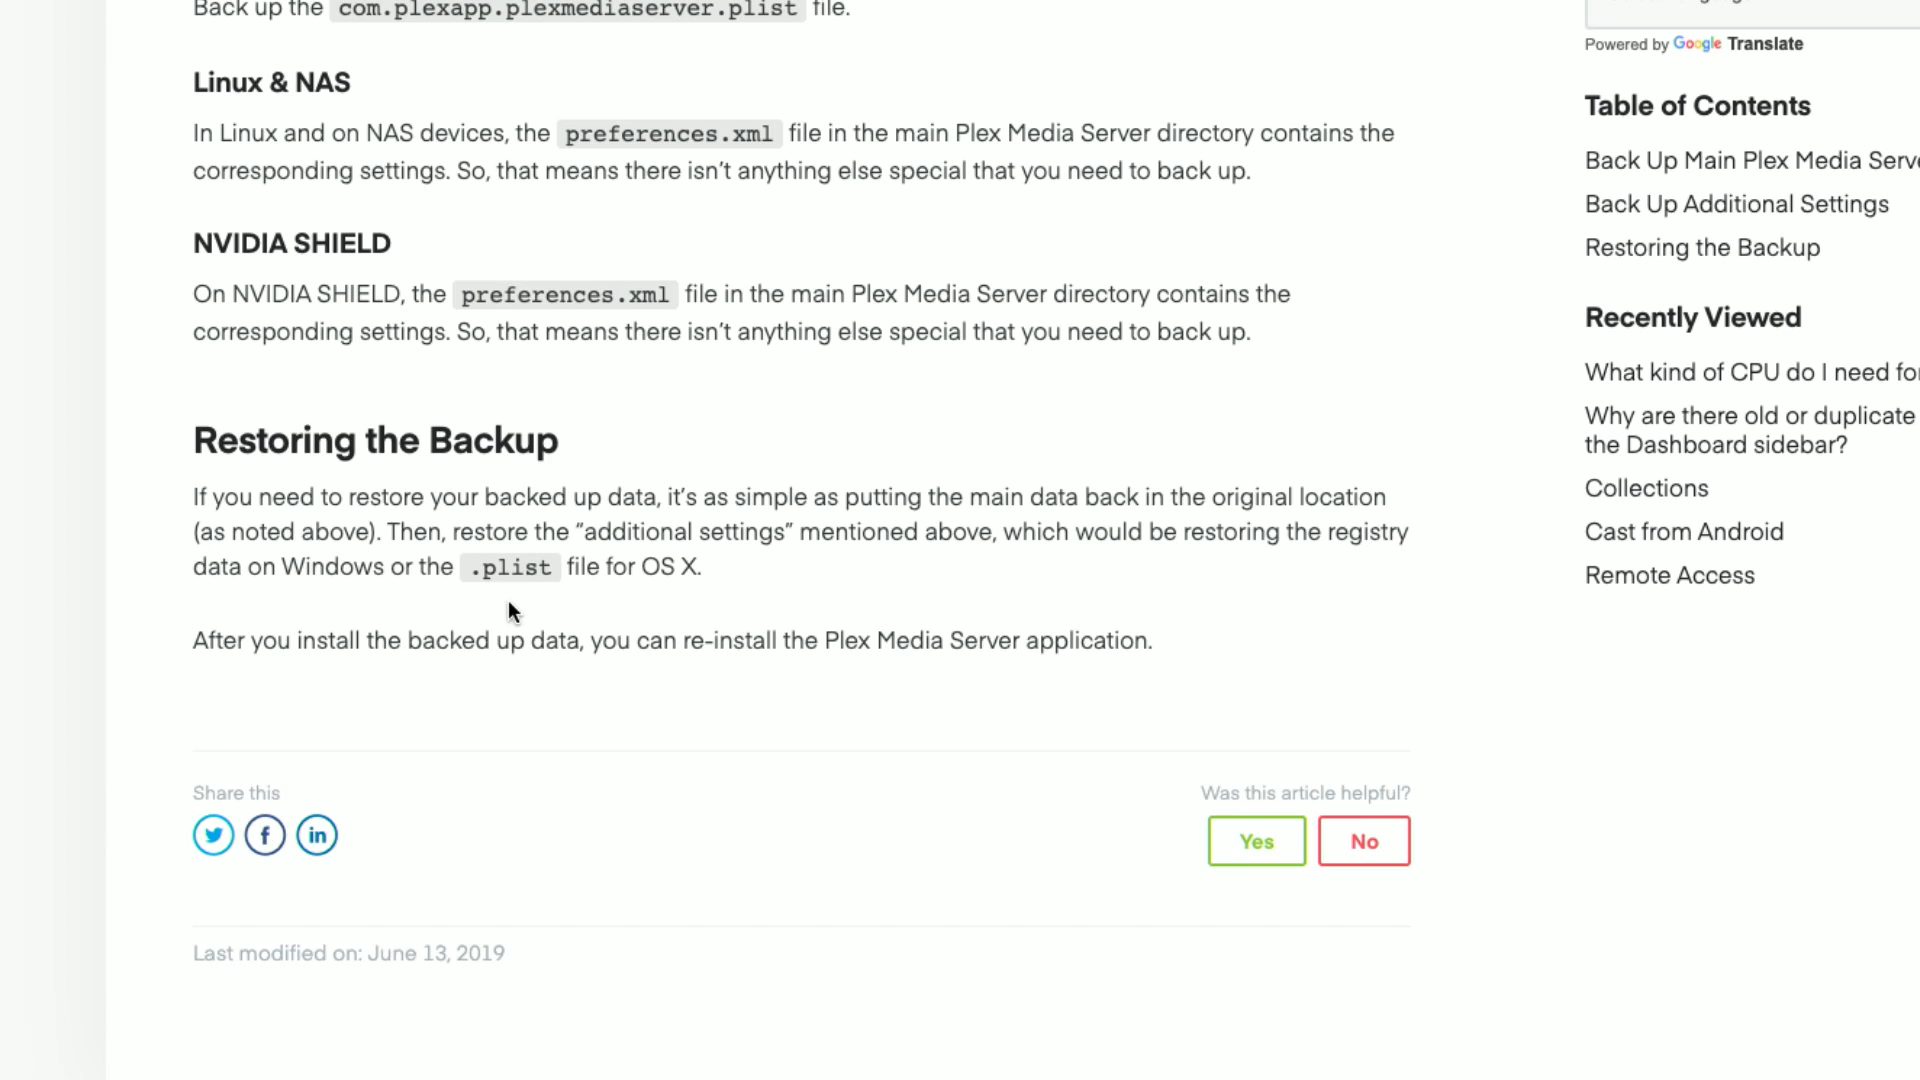 Back up the com.plexapp.plexmediaserver.plist file.
Linux & NAS
In Linux and on NAS devices, the preferences.xml file in the main Plex Media Server directory contains the
corresponding settings. So, that means there isn’t anything else special that you need to back up.
NVIDIA SHIELD
On NVIDIA SHIELD, the preferences.xml file in the main Plex Media Server directory contains the
corresponding settings. So, that means there isn’t anything else special that you need to back up.
Restoring the Backup
If you need to restore your backed up data, it’s as simple as putting the main data back in the original location
(as noted above). Then, restore the “additional settings” mentioned above, which would be restoring the registry
data on Windows or the .plist file for OS X.
After you install the backed up data, you can re-install the Plex Media Server application.
Share this
Was this article helpful?
Yes
No
Last modified on: June 13, 2019
Powered by Google Translate
Table of Contents
Back Up Main Plex Media Serve
Back Up Additional Settings
Restoring the Backup
Recently Viewed
What kind of CPU do I need for
Why are there old or duplicate
the Dashboard sidebar?
Collections
Cast from Android
Remote Access